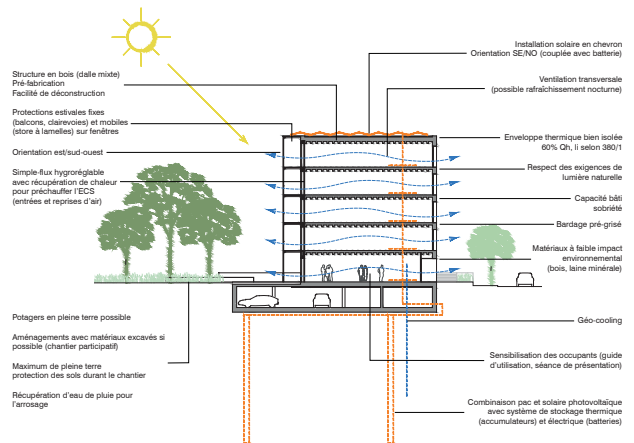 Structure en bois (dalle mixte)
Pré-fabrication
Facilité de déconstruction
Protections estivales fixes
(balcons, clairevoies) et mobiles
(store à lamelles) sur fenêtres
Orientation est/sud-ouest
Simple-flux hygroréglable
avec récupération de chaleur
pour préchauffer l'ECS
(entrées et reprises d'air)
Potagers en pleine terre possible
Aménagements avec matériaux excavés si
possible (chantier participatif)
Maximum de pleine terre
protection des sols durant le chantier
Récupération d'eau de pluie pour
l'arrosage
Installation solaire en chevron
Orientation SE/NO (couplée avec batterie)
Ventilation transversale
(possible rafraîchissement nocturne)
Enveloppe thermique bien isolée
60% Qh, li selon 380/1
Respect des exigences de
lumière naturelle
Capacité bâti
sobriété
Bardage pré-grisé
Matériaux à faible impact
environnemental
(bois, laine minérale)
Géo-cooling
Sensibilisation des occupants (guide
d'utilisation, séance de présentation)
Combinaison pac et solaire photovoltaïque
avec système de stockage thermique
(accumulateurs) et électrique (batteries)